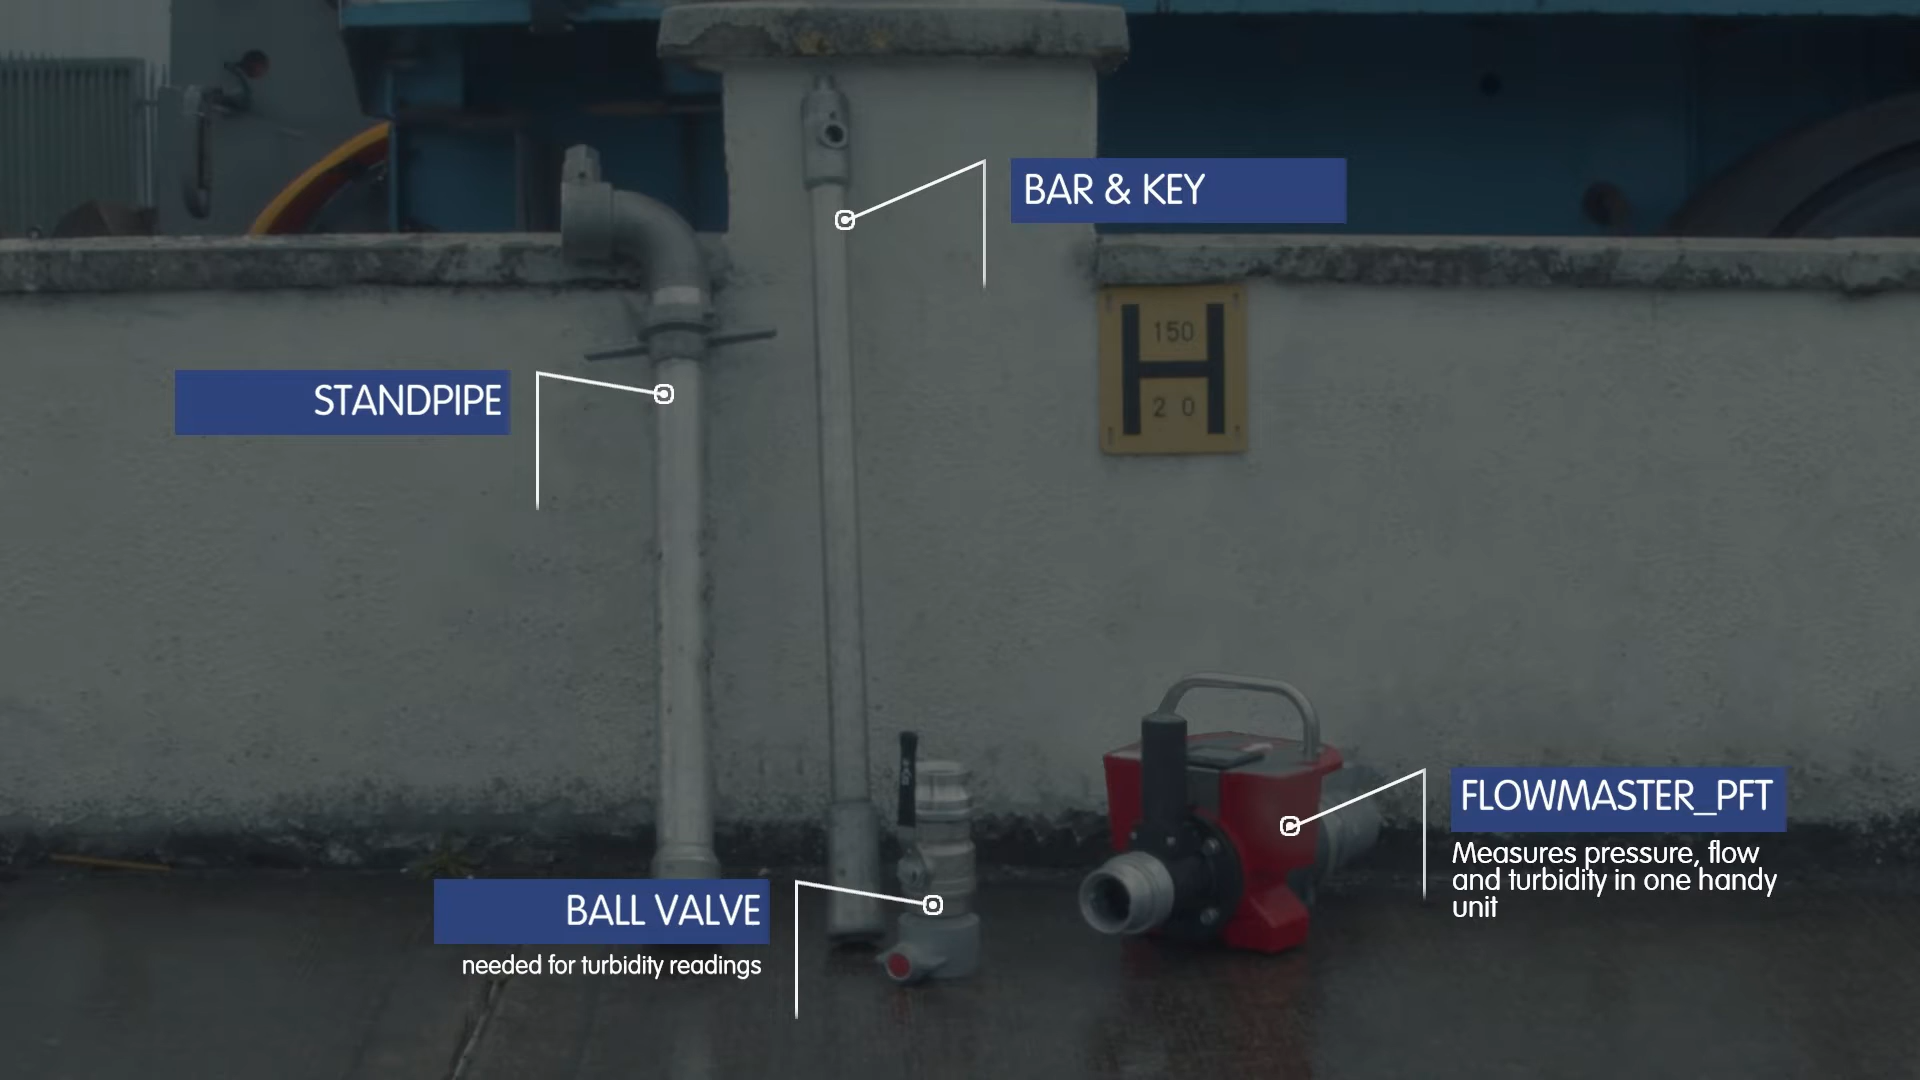 BAR & KEY
150
STANDPIPE
2 0
FLOWMASTER_PFT
Measures pressure, flow
and turbidity in one handy
unit
BALL VALVE
needed for turbidity readings